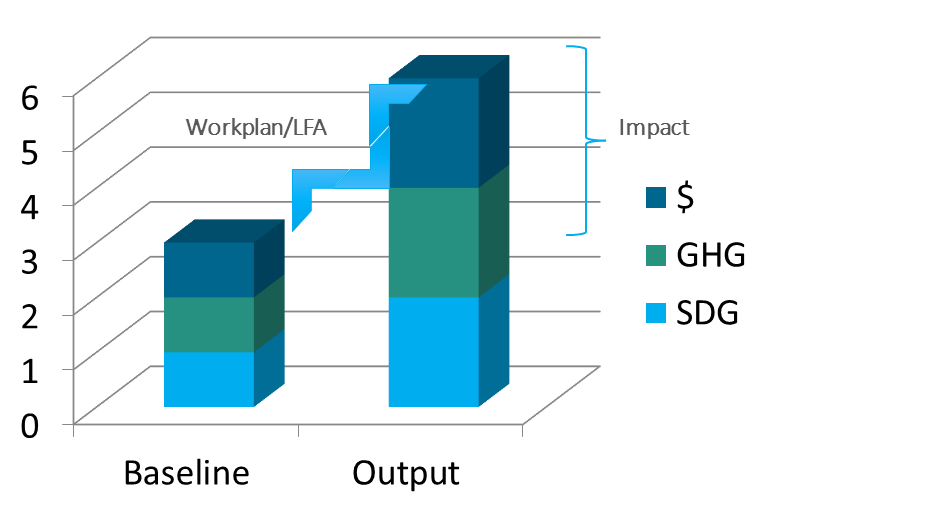 6
5
4
3
2
1
0
Workplan/LFA
Impact
$
GHG
SDG
Baseline
Output